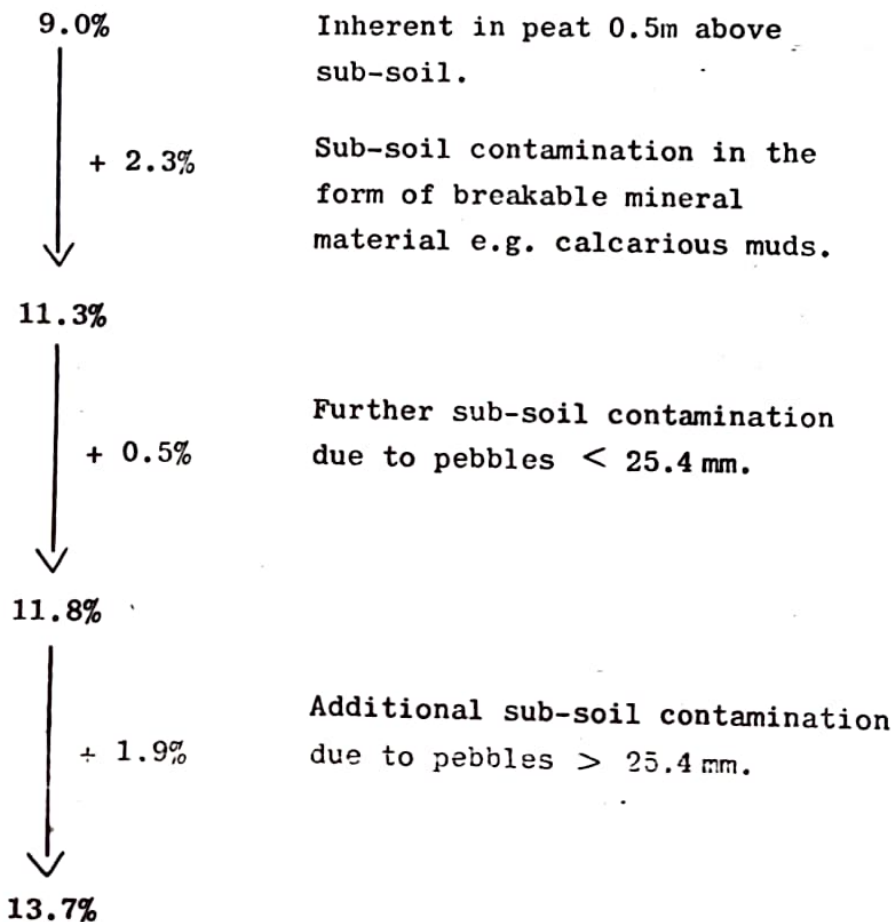 9.0%
Inherent in peat 0.5m above
sub-soil.
+ 2.3%
Sub-soil contamination in the
form of breakable mineral
material e.g. calcarious muds.
11.3%
+ 0.5%
Further sub-soil contamination
due to pebbles < 25.4 mm.
11.8%
+ 1.9%
Additional sub-soil contamination
due to pebbles > 25.4 mm.
13.7%